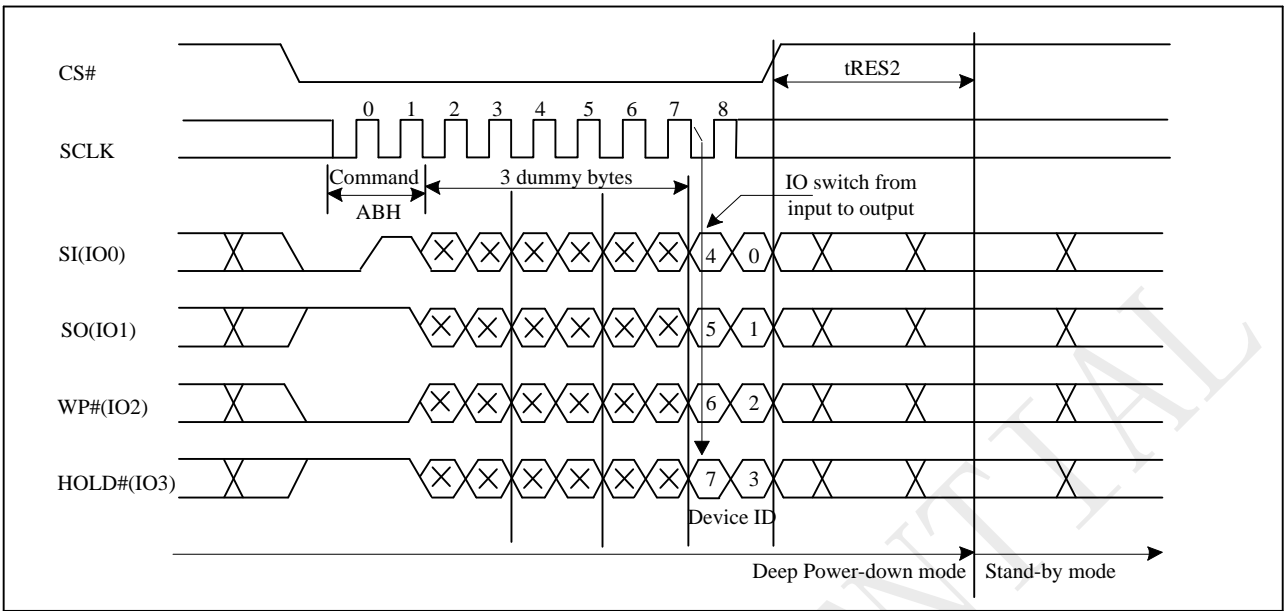 CS#
tRES2
0 1 2 3 4 5 6 7 8
SCLK
Command
ABH
3 dummy bytes
IO switch from
input to output
SI(IO0)
4 0
SO(IO1)
5 1
WP#(IO2)
6 2
HOLD#(IO3)
7 3
Device ID
Deep Power-down mode
Stand-by mode
NTIAL